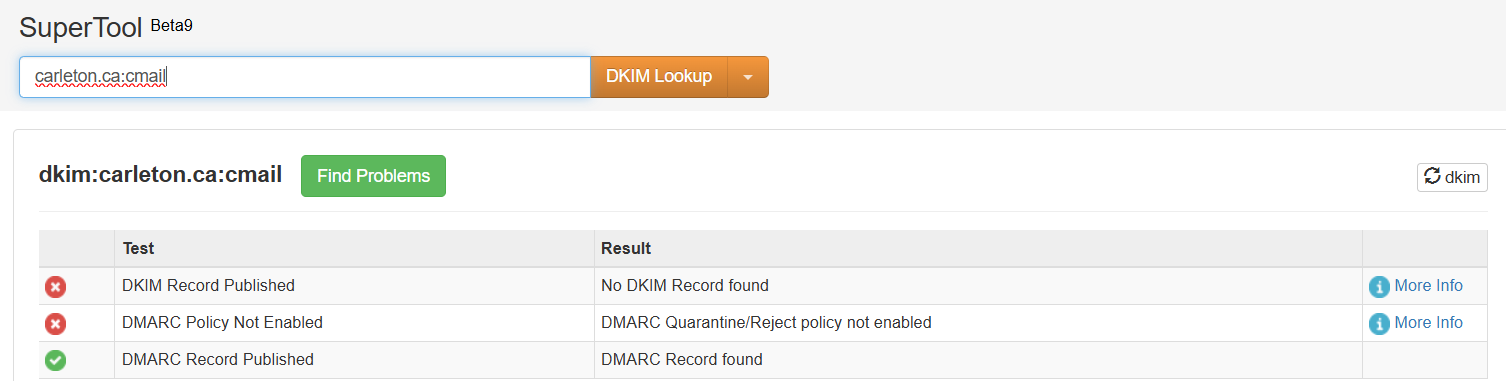 SuperTool Beta9
carleton.ca:cmail DKIM Lookup
dkim:carleton.ca:cmail Find Problems dkim
Test Result
DKIM Record Published No DKIM Record found More Info
DMARC Policy Not Enabled DMARC Quarantine/Reject policy not enabled More Info
DMARC Record Published DMARC Record found